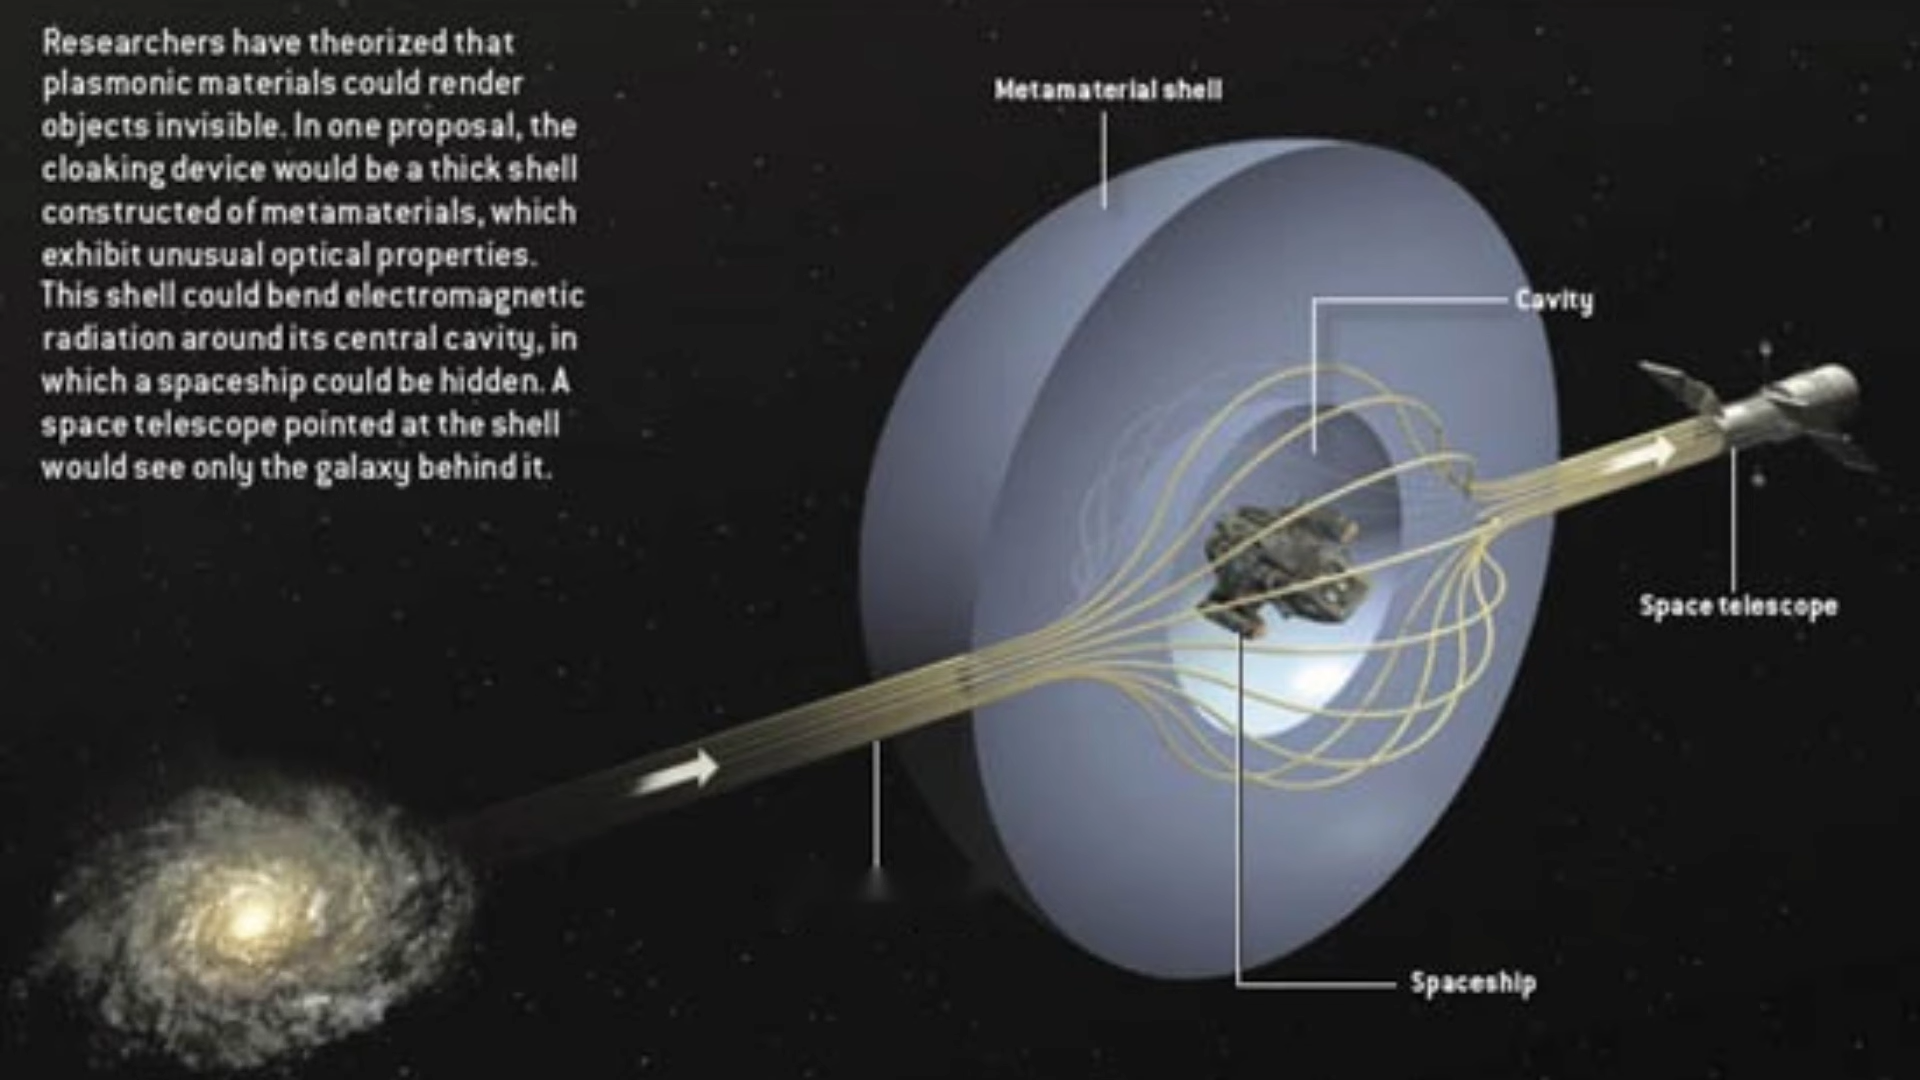 Researchers have theorized that
plasmonic materials could render
objects invisible. In one proposal, the
cloaking device would be a thick shell
constructed of metamaterials, which
exhibit unusual optical properties.
This shell could bend electromagnetic
radiation around its central cavity, in
which a spaceship could be hidden. A
space telescope pointed at the shell
would see only the galaxy behind it.
Metamaterial shell
Cavity
Space telescope
Spaceship